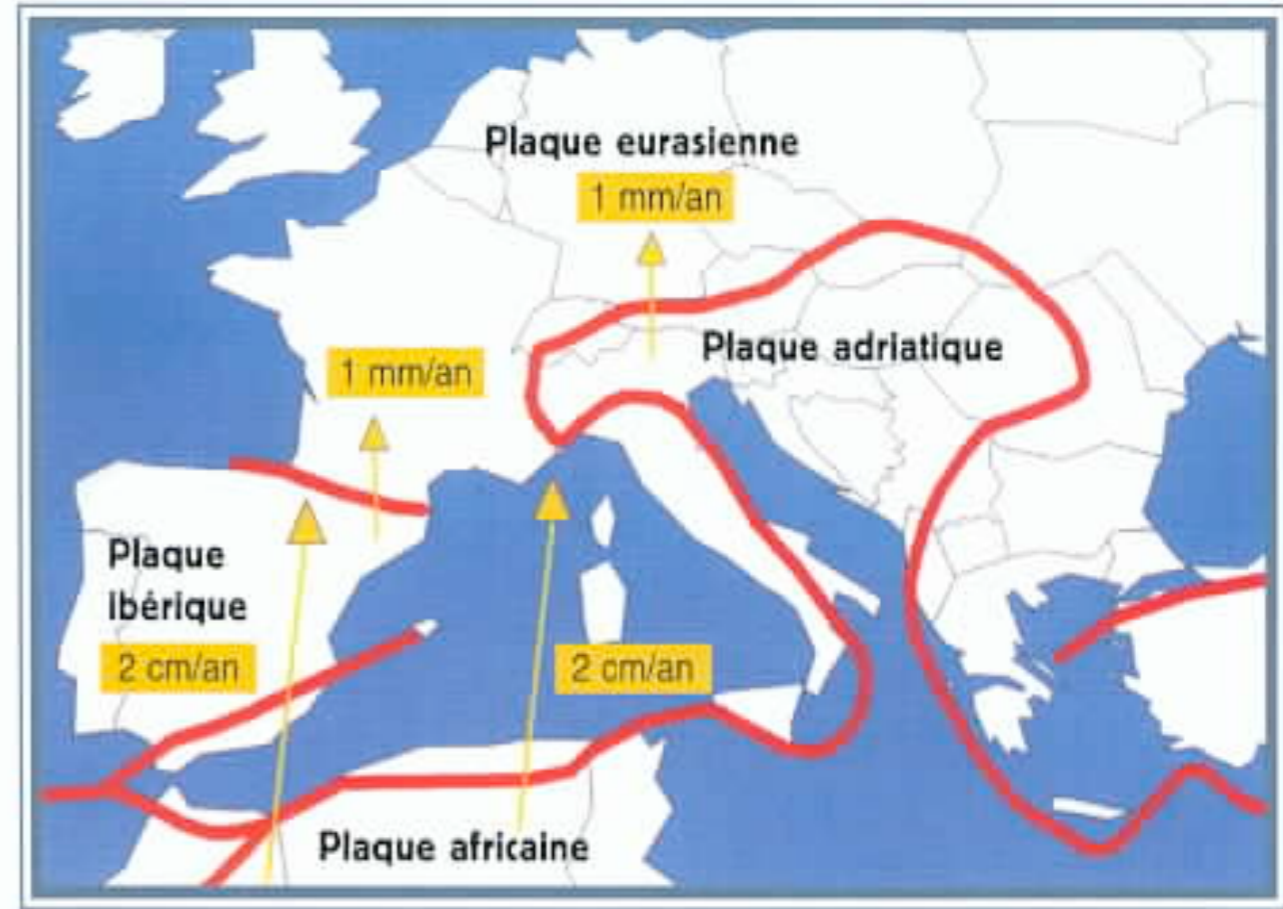 Plaque eurasienne
1 mm/an
Plaque adriatique
1 mm/an
Plaque
Ibérique
2 cm/an
2 cm/an
Plaque africaine